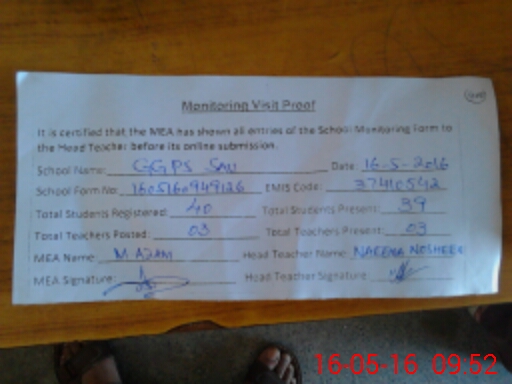 Monitoring Visit Proof
It is certified that the MEA has shown all entries of the School Monitoring Form to
the Head Teacher before its online submission.
School Name: GGPS Date: 16-5-2016
School Form No: 1605160949126 EMIS Code: 37410542
Total Students Registered: 40 Total Students Present: 39
Total Teachers Posted: 03 Total Teachers Present: 03
MEA Name: M AZAM Head Teacher Name: NAREENA NOSHEEN
MEA Signature: Head Teacher Signature:
16-05-16 09.52